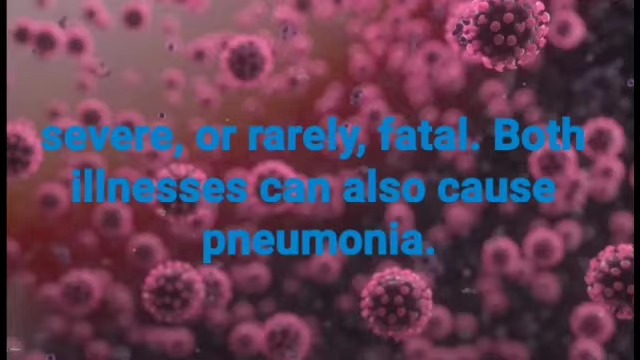 severe, or rarely, fatal. Both
illnesses can also cause
pneumonia.